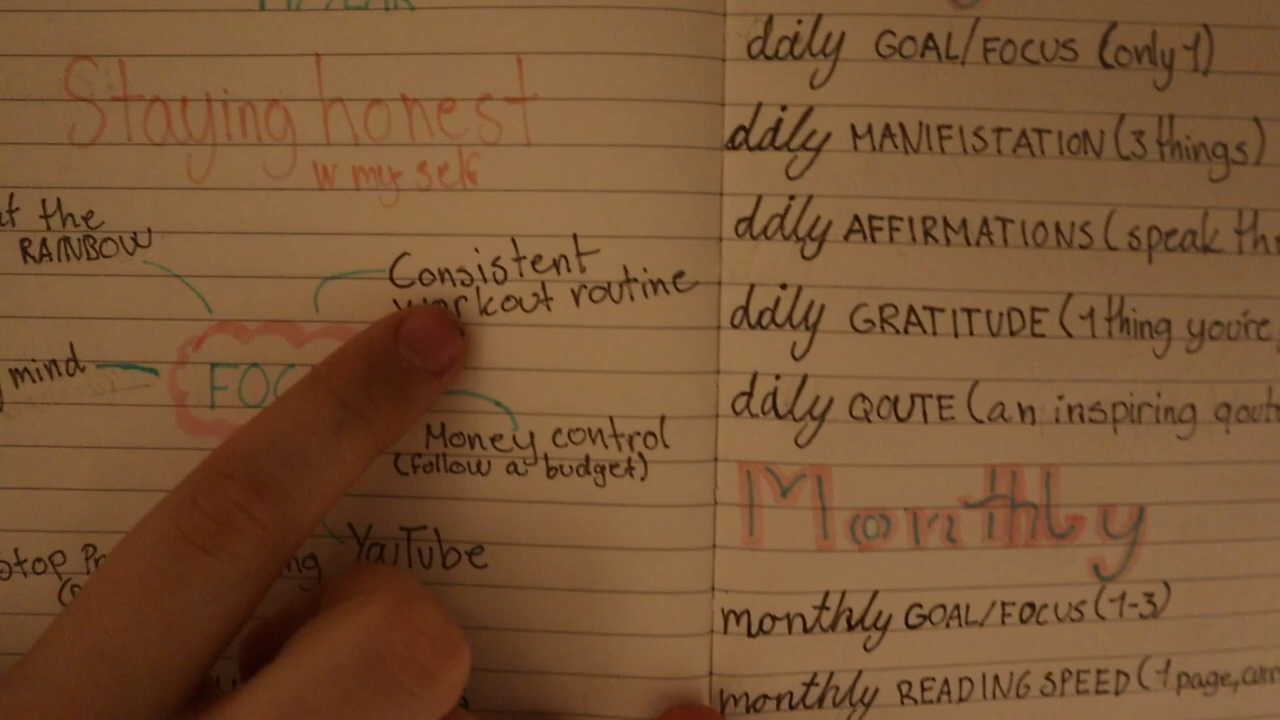 Staying honest
w my self
the
RAINBOW
Consistent
workout routine
mind
Money control
(follow a budget)
stop
YaiTube
daily GOAL/FOCUS (only 1)
daily MANIFISTATION (3 things)
daily AFFIRMATIONS (speak
daily GRATITUDE (1 thing you're
daily QOUTE (an inspiring
Monthly
monthly GOAL/FOCUS (1-3)
monthly READING SPEED (1 page,